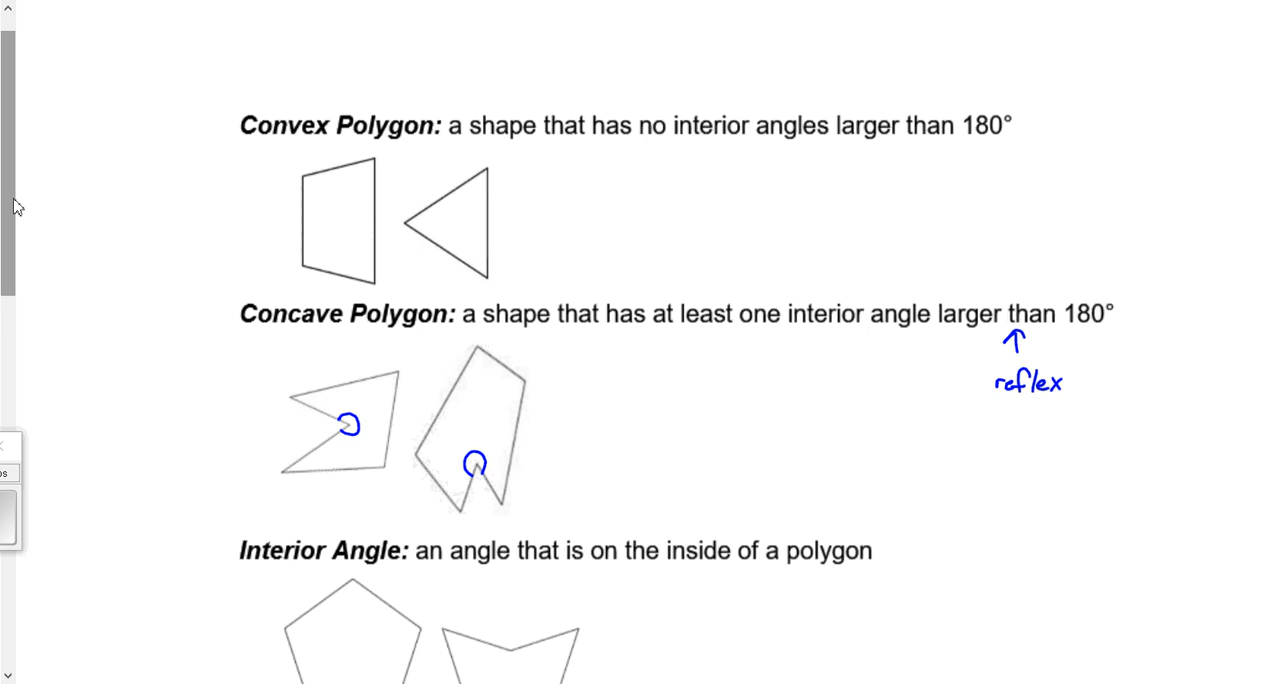 Convex Polygon: a shape that has no interior angles larger than 180°
Concave Polygon: a shape that has at least one interior angle larger than 180°
reflex
os
Interior Angle: an angle that is on the inside of a polygon